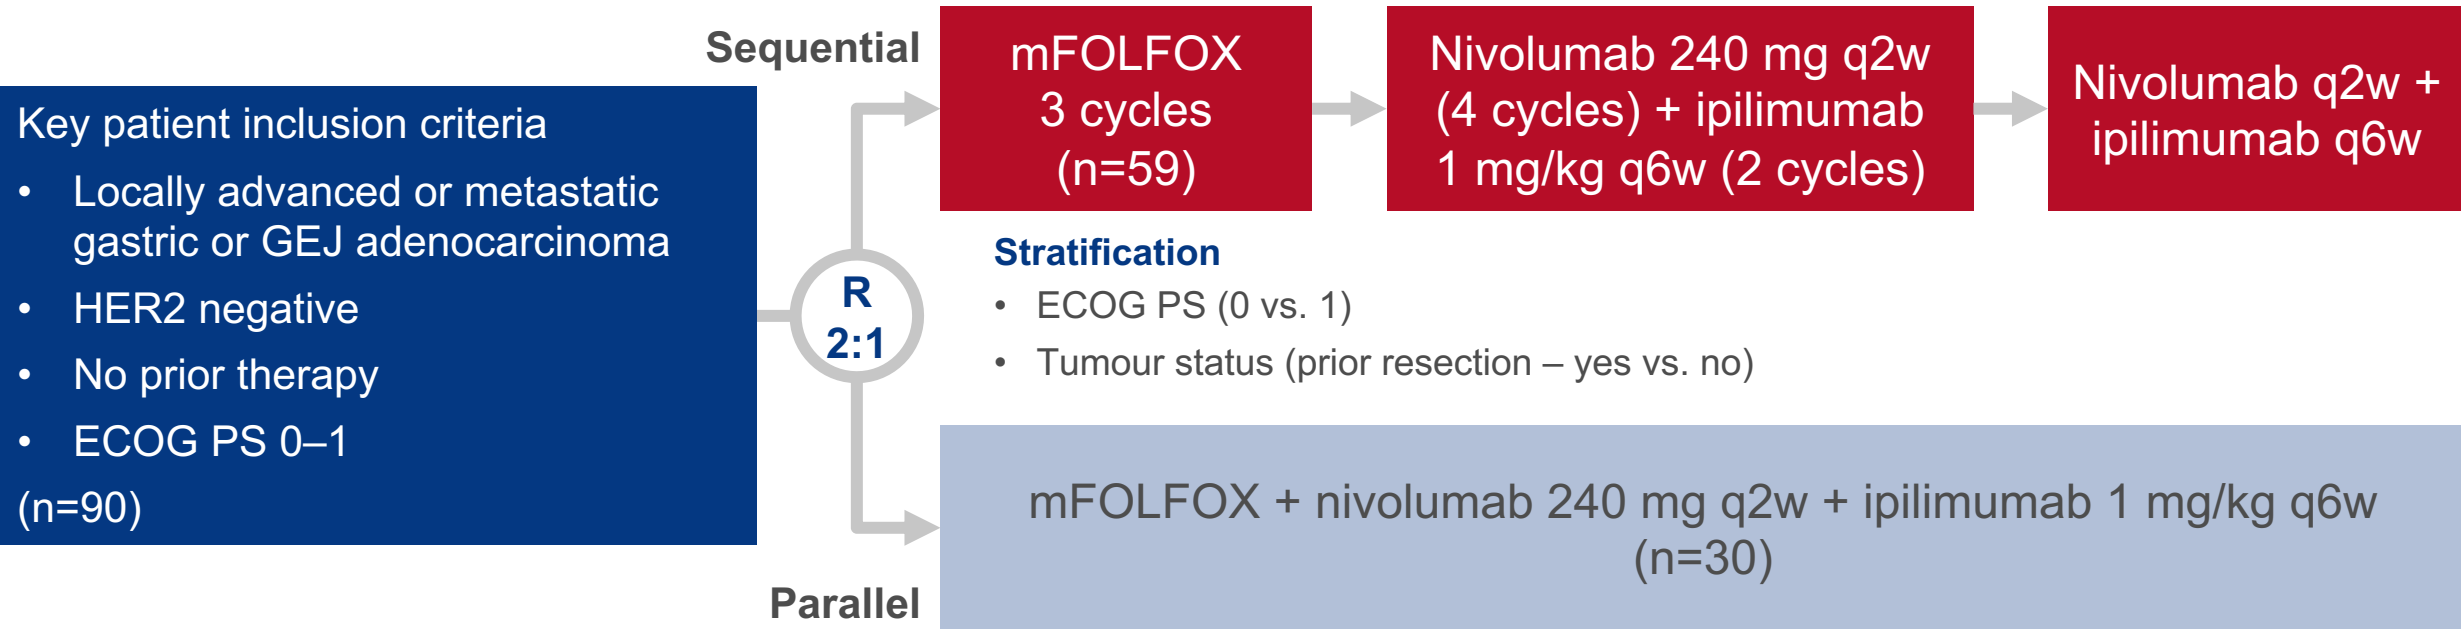 Key patient inclusion criteria
• Locally advanced or metastatic
gastric or GEJ adenocarcinoma
• HER2 negative
• No prior therapy
• ECOG PS 0–1
(n=90)
R
2:1
Sequential
mFOLFOX
3 cycles
(n=59)
Nivolumab 240 mg q2w
(4 cycles) + ipilimumab
1 mg/kg q6w (2 cycles)
Nivolumab q2w +
ipilimumab q6w
Stratification
• ECOG PS (0 vs. 1)
• Tumour status (prior resection – yes vs. no)
Parallel
mFOLFOX + nivolumab 240 mg q2w + ipilimumab 1 mg/kg q6w
(n=30)